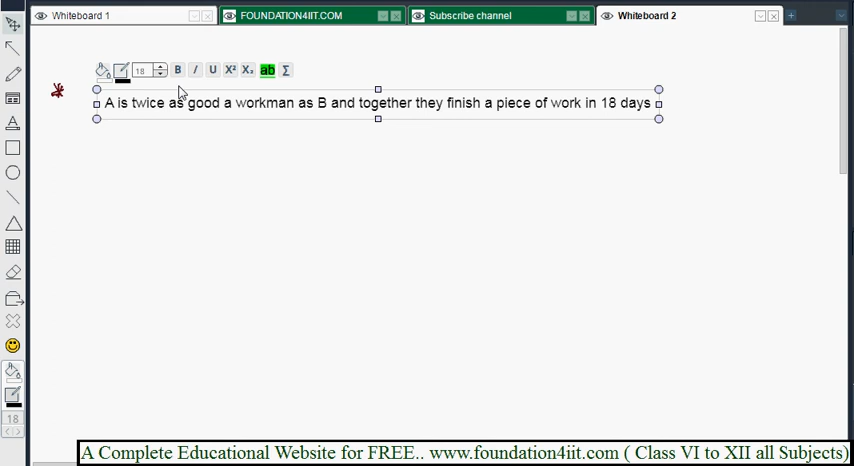 Whiteboard 1
FOUNDATION4IIT.COM
Subscribe channel
Whiteboard 2
18 B I U X² X₂ ab Σ
A is twice as good a workman as B and together they finish a piece of work in 18 days
A
18
A Complete Educational Website for FREE.. www.foundation4iit.com ( Class VI to XII all Subjects)